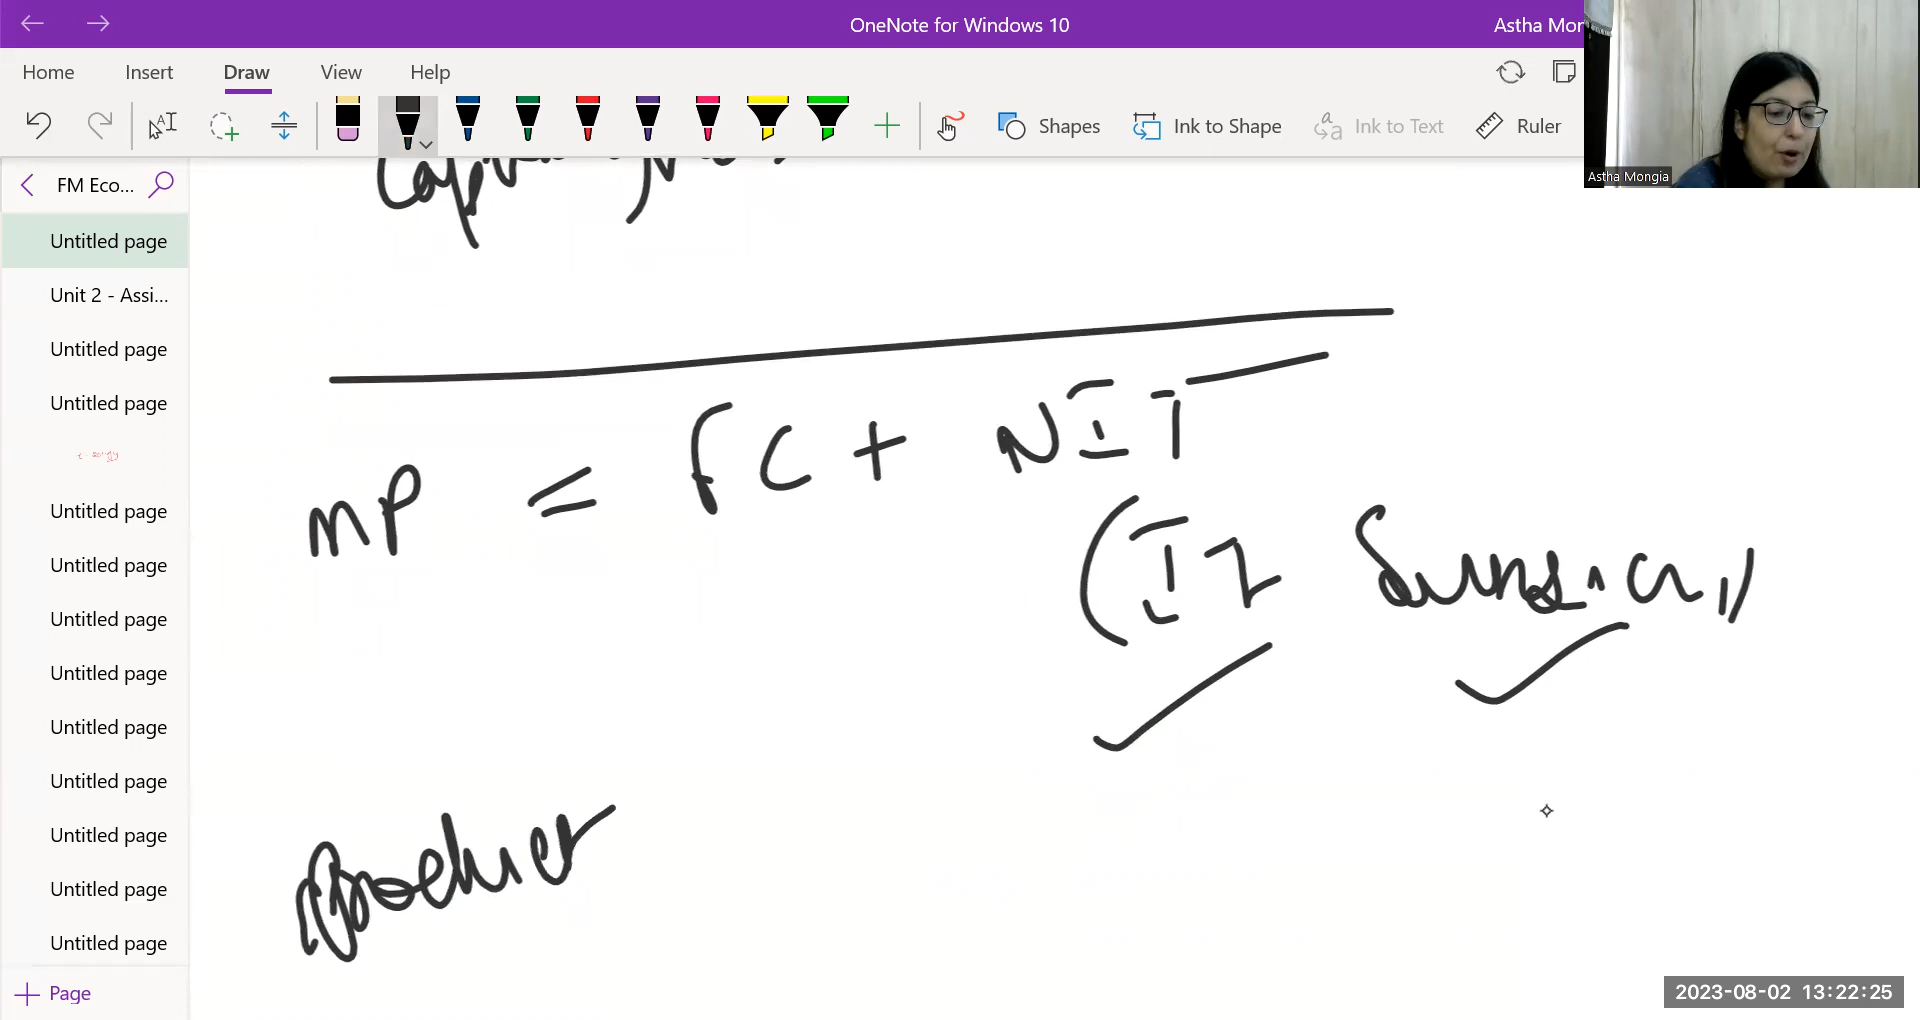 OneNote for Windows 10
Astha Mon
Home Insert Draw View Help
Shapes Ink to Shape Ink to Text Ruler
Astha Mongia
FM Eco...
Untitled page
Unit 2 - Assi...
Untitled page
Untitled page
Untitled page
Untitled page
Untitled page
Untitled page
Untitled page
Untitled page
Untitled page
Untitled page
Untitled page
Page
MP = FC + NIT
(IT
Product
2023-08-02 13:22:25